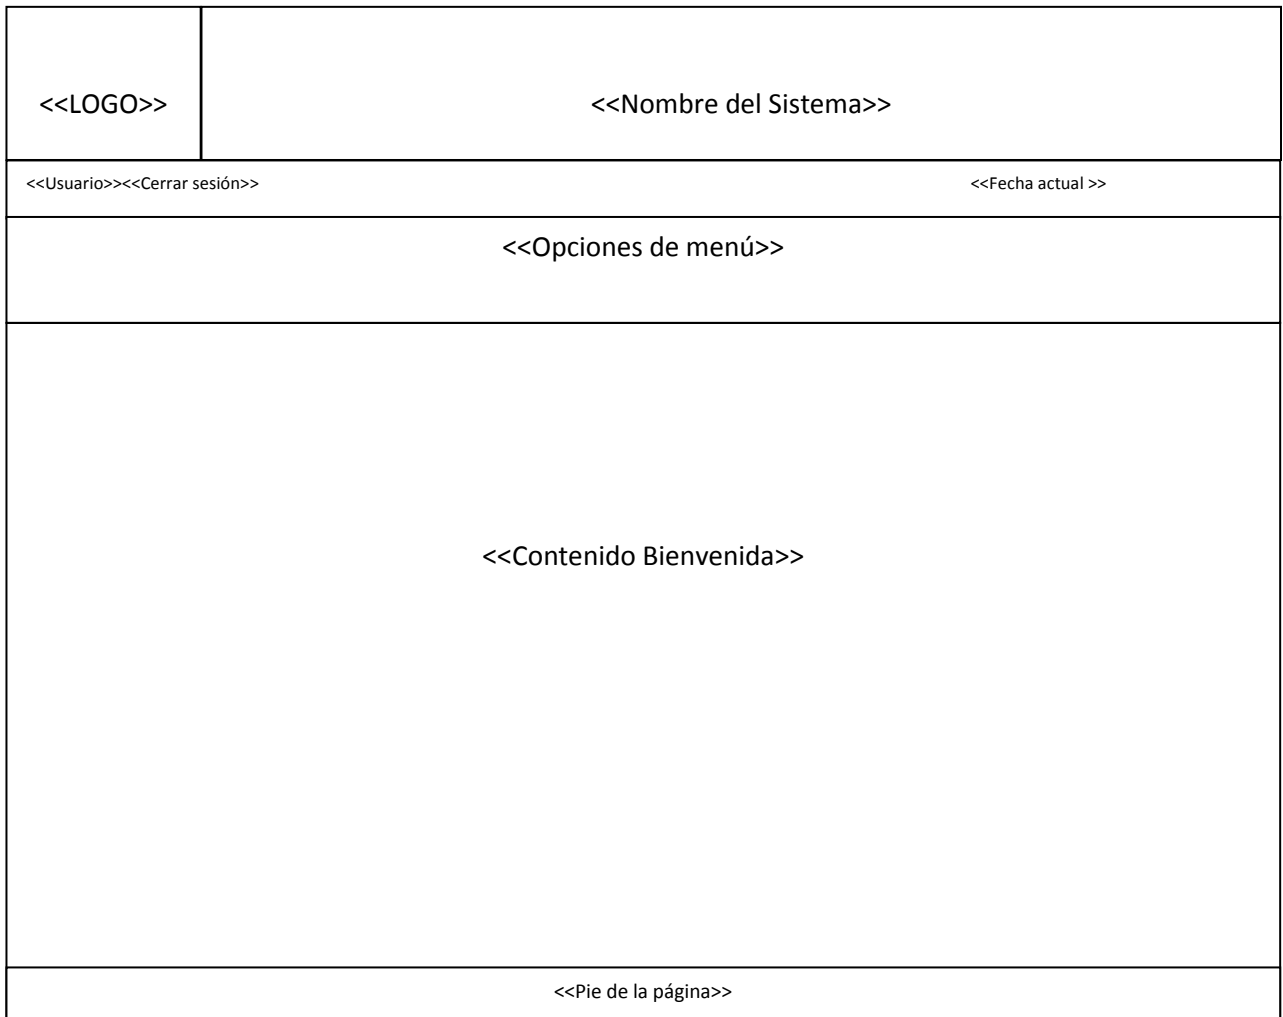 <<LOGO>>
<<Nombre del Sistema>>
<<Usuario>><<Cerrar sesión>>
<<Fecha actual >>
<<Opciones de menú>>
<<Contenido Bienvenida>>
<<Pie de la página>>